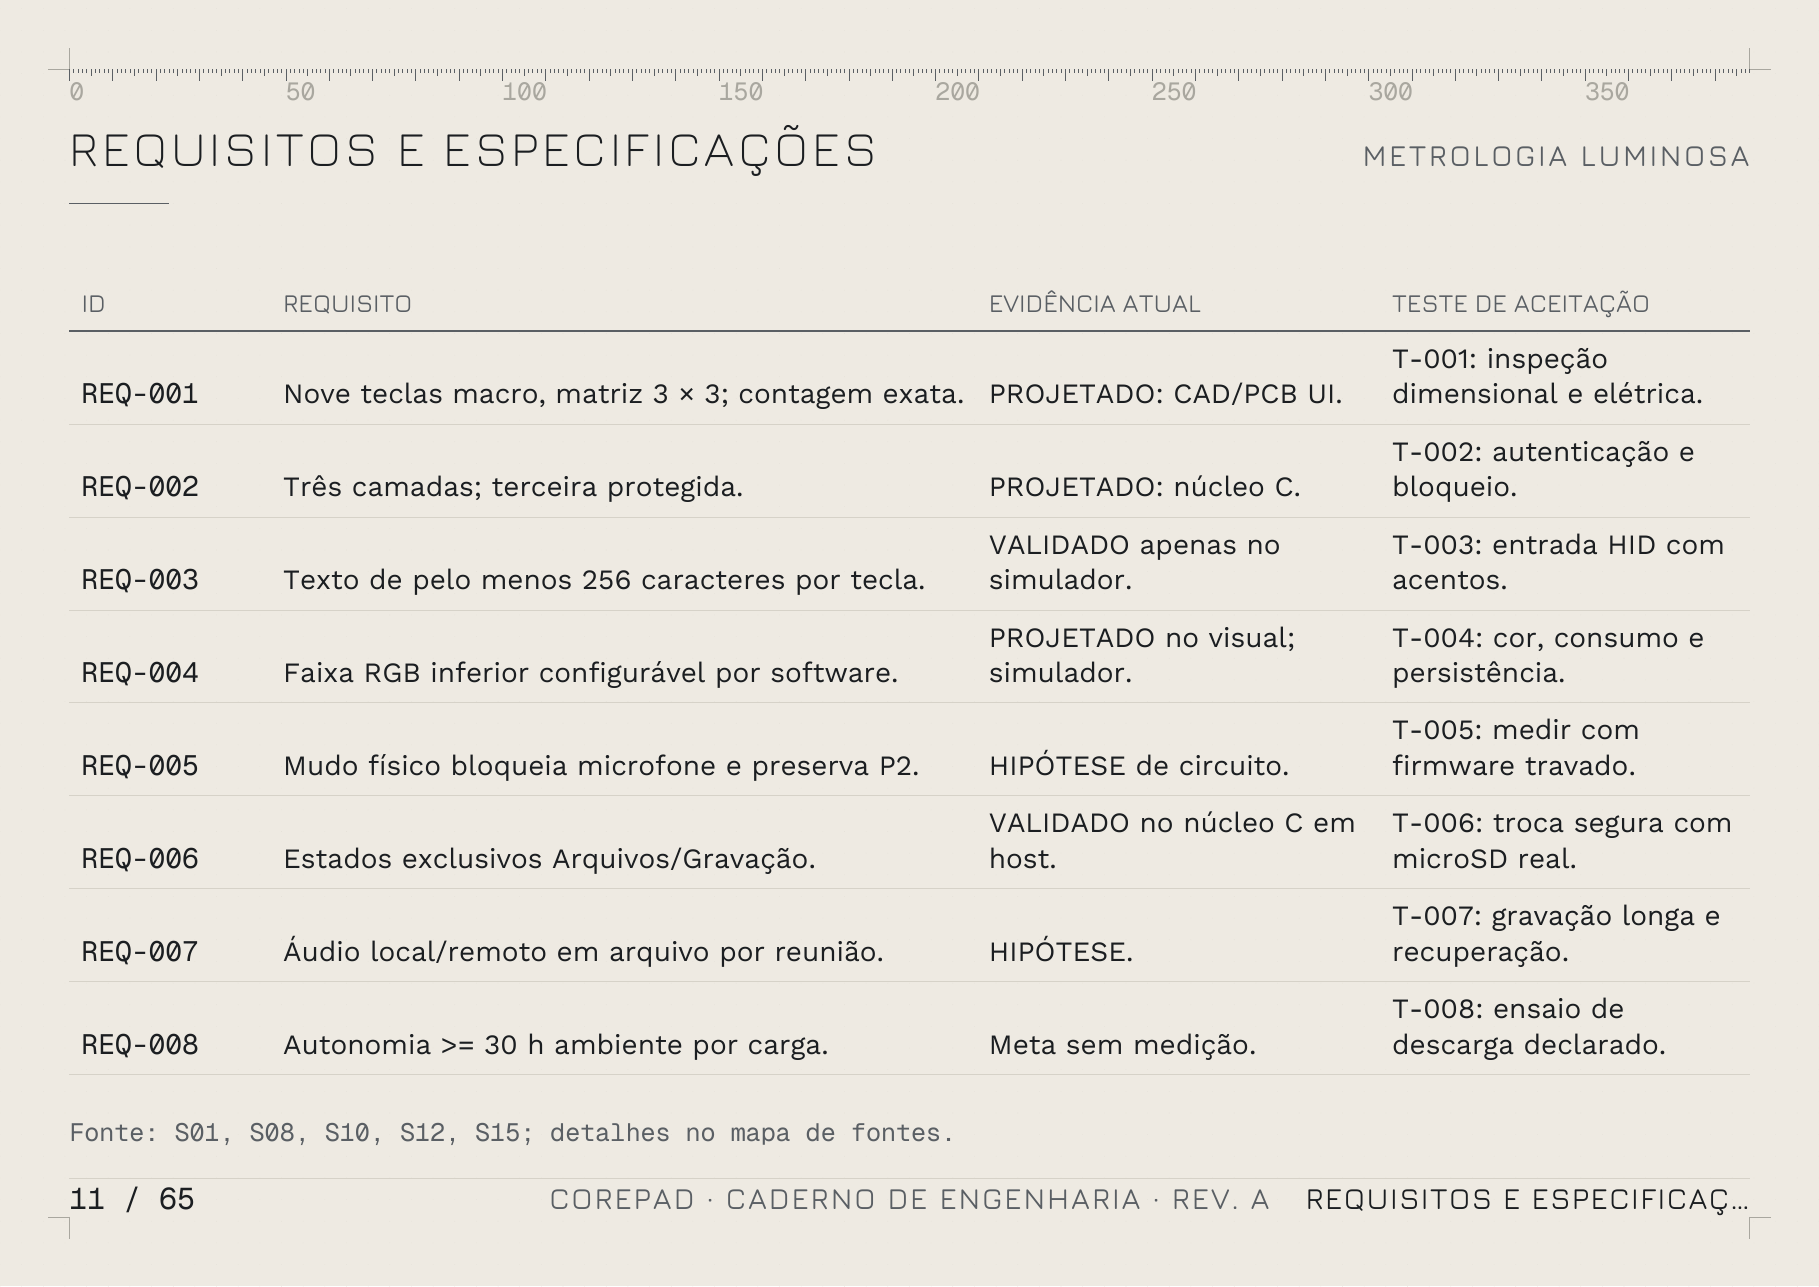 0 50 100 150 200 250 300 350
REQUISITOS E ESPECIFICAÇÕES
METROLOGIA LUMINOSA
ID REQUISITO EVIDÊNCIA ATUAL TESTE DE ACEITAÇÃO
REQ-001 Nove teclas macro, matriz 3 × 3; contagem exata. PROJETADO: CAD/PCB UI. T-001: inspeção
dimensional e elétrica.
REQ-002 Três camadas; terceira protegida. PROJETADO: núcleo C. T-002: autenticação e
bloqueio.
REQ-003 Texto de pelo menos 256 caracteres por tecla. VALIDADO apenas no
simulador. T-003: entrada HID com
acentos.
REQ-004 Faixa RGB inferior configurável por software. PROJETADO no visual;
simulador. T-004: cor, consumo e
persistência.
REQ-005 Mudo físico bloqueia microfone e preserva P2. HIPÓTESE de circuito. T-005: medir com
firmware travado.
REQ-006 Estados exclusivos Arquivos/Gravação. VALIDADO no núcleo C em
host. T-006: troca segura com
microSD real.
REQ-007 Áudio local/remoto em arquivo por reunião. HIPÓTESE. T-007: gravação longa e
recuperação.
REQ-008 Autonomia >= 30 h ambiente por carga. Meta sem medição. T-008: ensaio de
descarga declarado.
Fonte: S01, S08, S10, S12, S15; detalhes no mapa de fontes.
11 / 65 COREPAD · CADERNO DE ENGENHARIA · REV. A REQUISITOS E ESPECIFICAÇ…